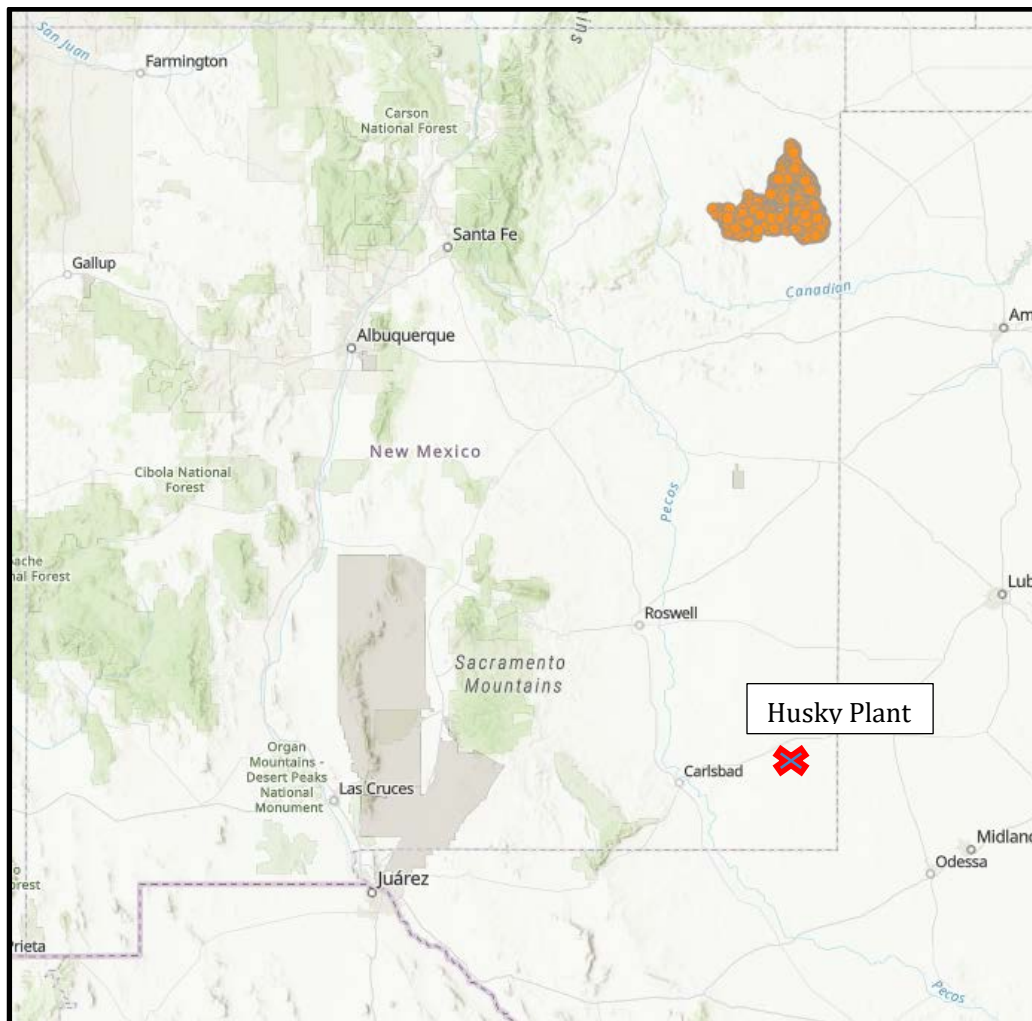 San Juan
Farmington
Carson
National Forest
Santa Fe
Gallup
Canadian
Albuquerque
New Mexico
Cibola National
Forest
Pecos
Roswell
Sacramento
Mountains
Husky Plant
Organ
Mountains -
Desert Peaks
National
Monument
Las Cruces
Carlsbad
Odessa
Juárez
Pecos